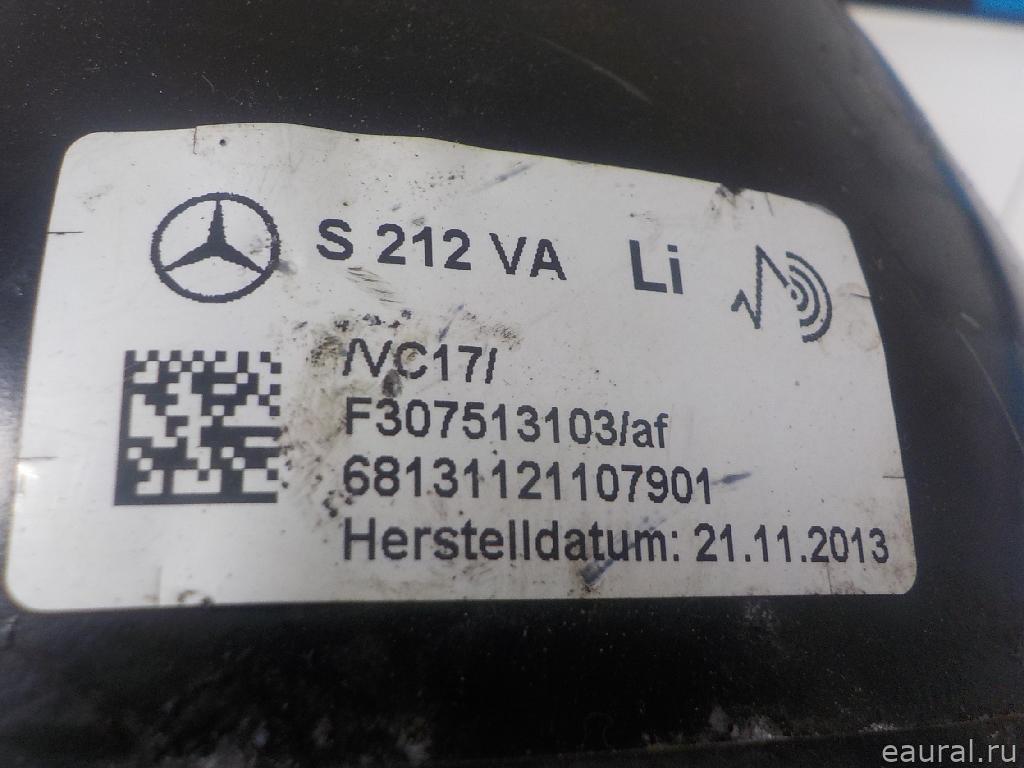 S 212 VA Li
/VC17/
F307513103/af
68131121107901
Herstelldatum: 21.11.2013
eaural.ru